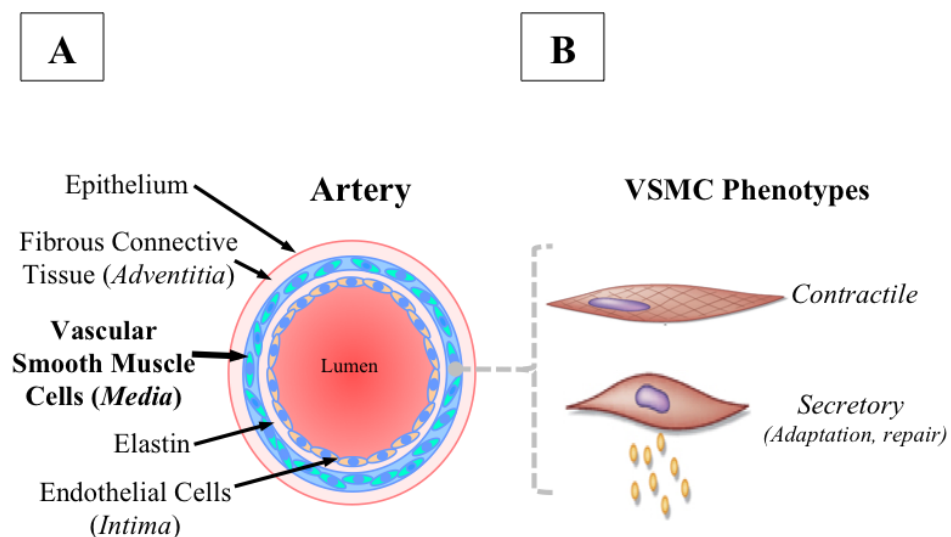 A
B
Epithelium
Artery
VSMC Phenotypes
Fibrous Connective
Tissue (Adventitia)
Contractile
Vascular
Smooth Muscle
Cells (Media)
Lumen
Secretory
(Adaptation, repair)
Elastin
Endothelial Cells
(Intima)